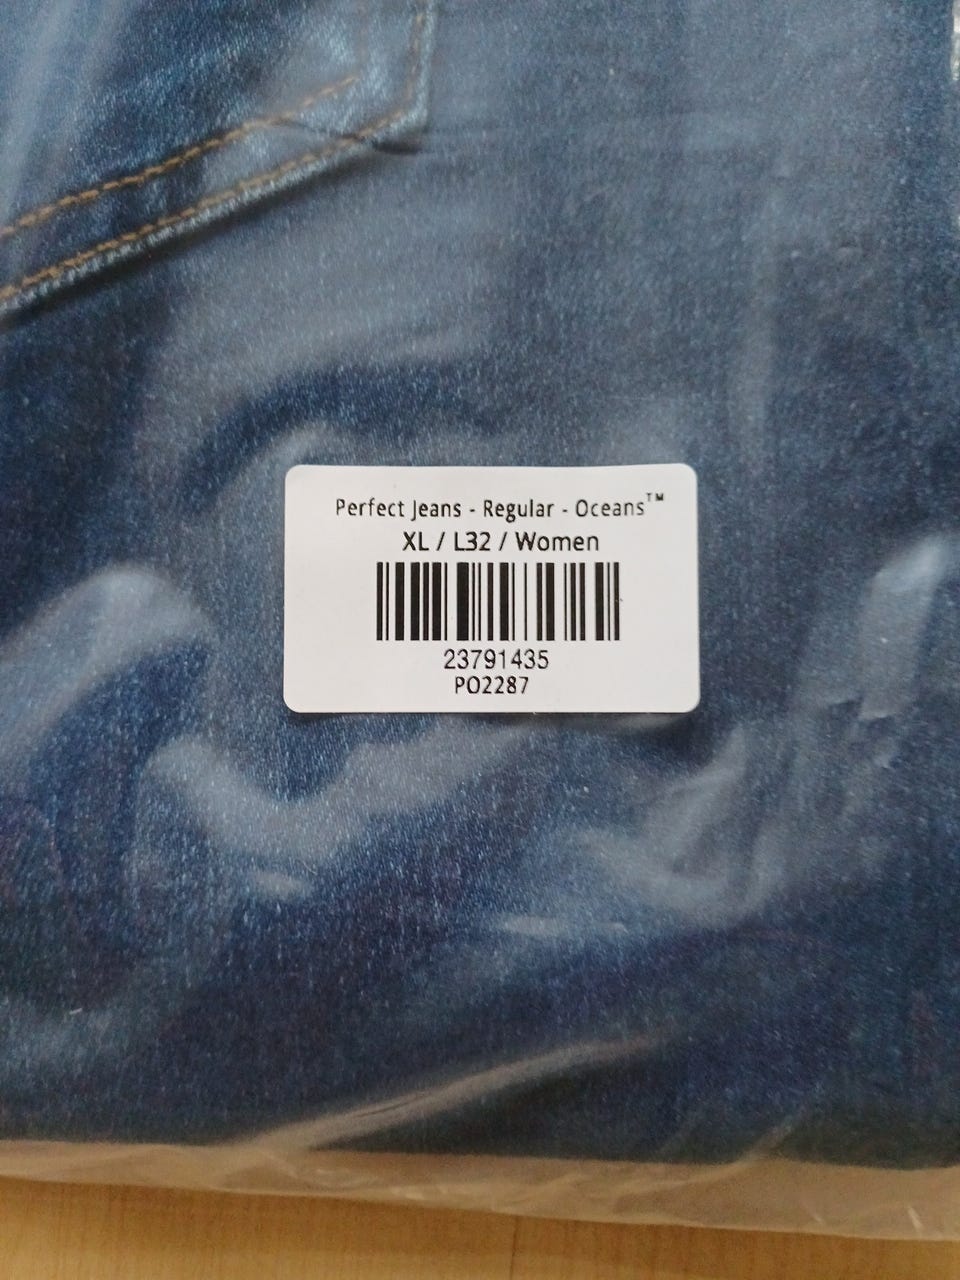 Perfect Jeans - Regular - Oceans™
XL / L32 / Women
23791435
PO2287